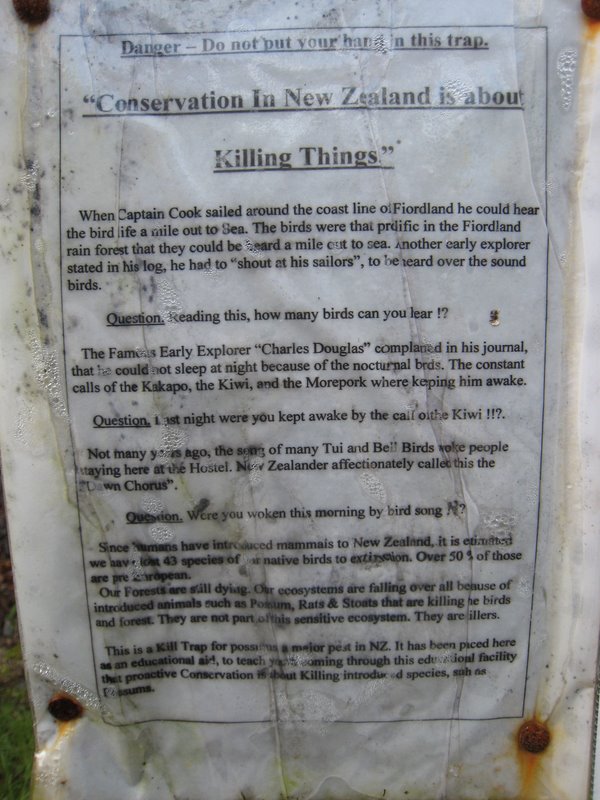 Danger – Do not put your hand in this trap.
“Conservation In New Zealand is about
Killing Things.”
When Captain Cook sailed around the coast line of Fiordland he could hear
the bird life a mile out to Sea. The birds were that prolific in the Fiordland
rain forest that they could be heard a mile out to sea. Another early explorer
stated in his log, he had to “shout at his sailors”, to be heard over the sound
birds.
Question. Reading this, how many birds can you hear !?
The Famous Early Explorer “Charles Douglas” complained in his journal,
that he could not sleep at night because of the nocturnal birds. The constant
calls of the Kakapo, the Kiwi, and the Morepork where keeping him awake.
Question. Last night were you kept awake by the call of the Kiwi !!?.
Not many years ago, the song of many Tui and Bell Birds woke people
staying here at the Hostel. New Zealander affectionately called this the
“Dawn Chorus”.
Question. Were you woken this morning by bird song !!?
Since humans have introduced mammals to New Zealand, it is estimated
we have lost 43 species of our native birds to extinction. Over 50 % of those
are pre European.
Our Forests are still dying. Our ecosystems are falling over all because of
introduced animals such as Possum, Rats & Stoats that are killing the birds
and forest. They are not part of this sensitive ecosystem. They are killers.
This is a Kill Trap for possums a major pest in NZ. It has been placed here
as an educational aid, to teach youth coming through this educational facility
that proactive Conservation is about Killing introduced species, such as
Possums.